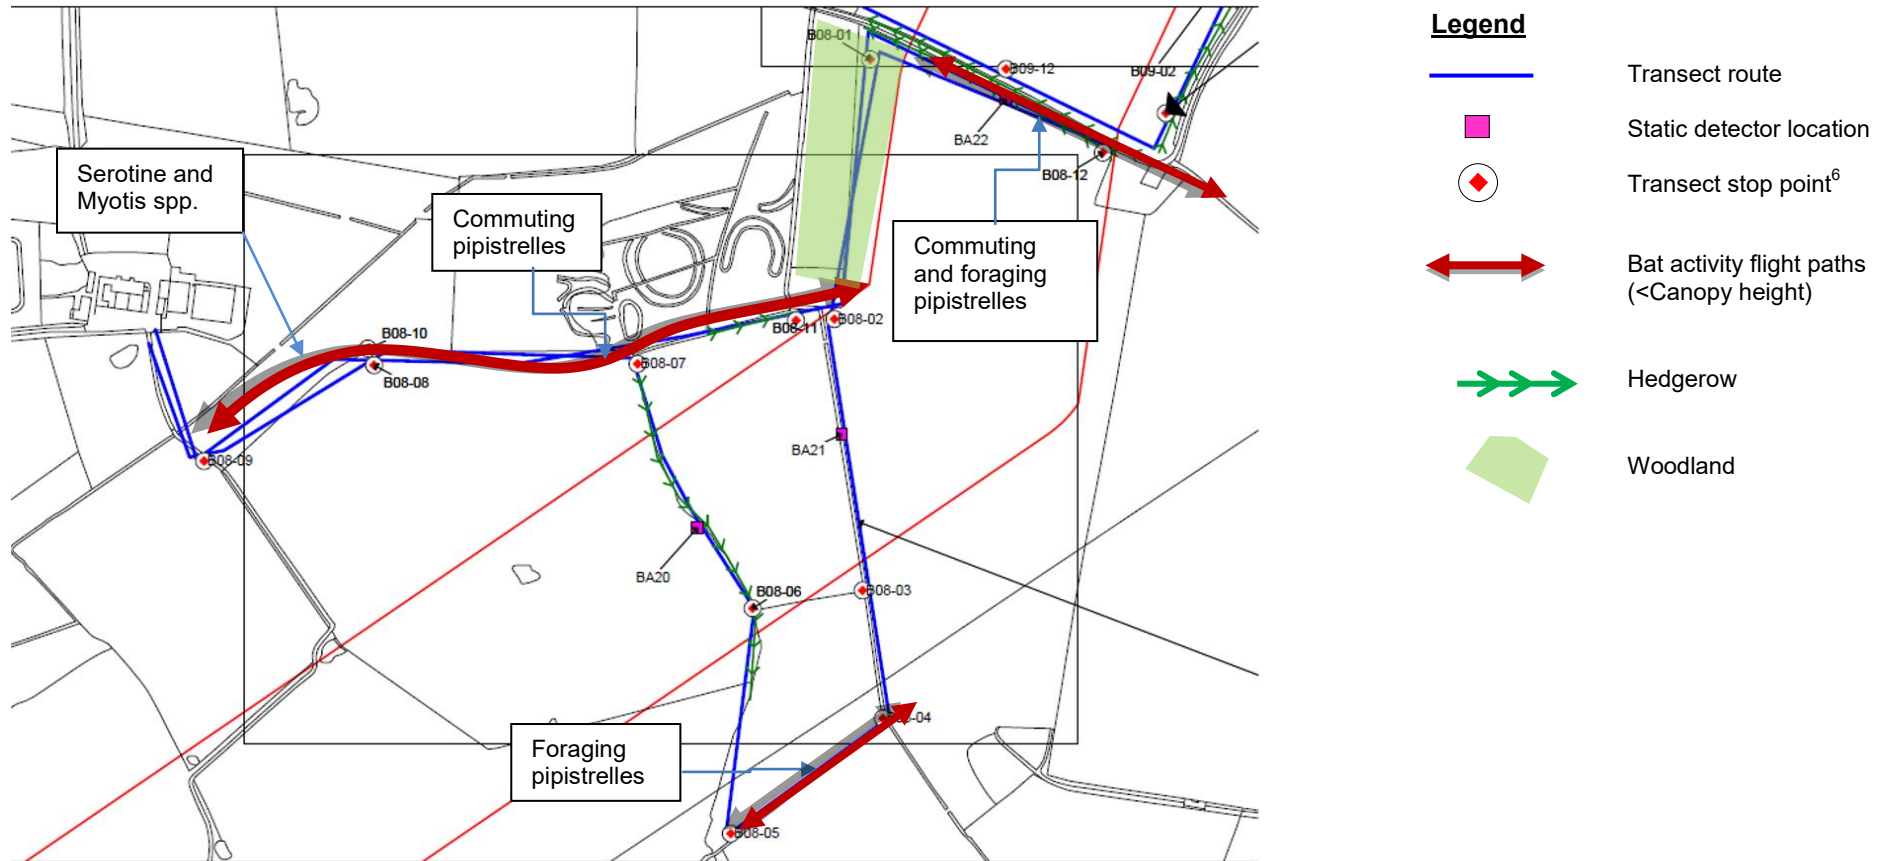 B08-01
B09-12
B09-02
BA22
B08-12
Serotine and
Myotis spp.
Commuting
pipistrelles
Commuting
and foraging
pipistrelles
B08-10
B08-11
B08-02
B08-07
B08-08
BA21
B08-09
BA20
B08-06
B08-03
-04
Foraging
pipistrelles
B08-05
Legend
Transect route
Static detector location
Transect stop point6
Bat activity flight paths
(<Canopy height)
Hedgerow
Woodland